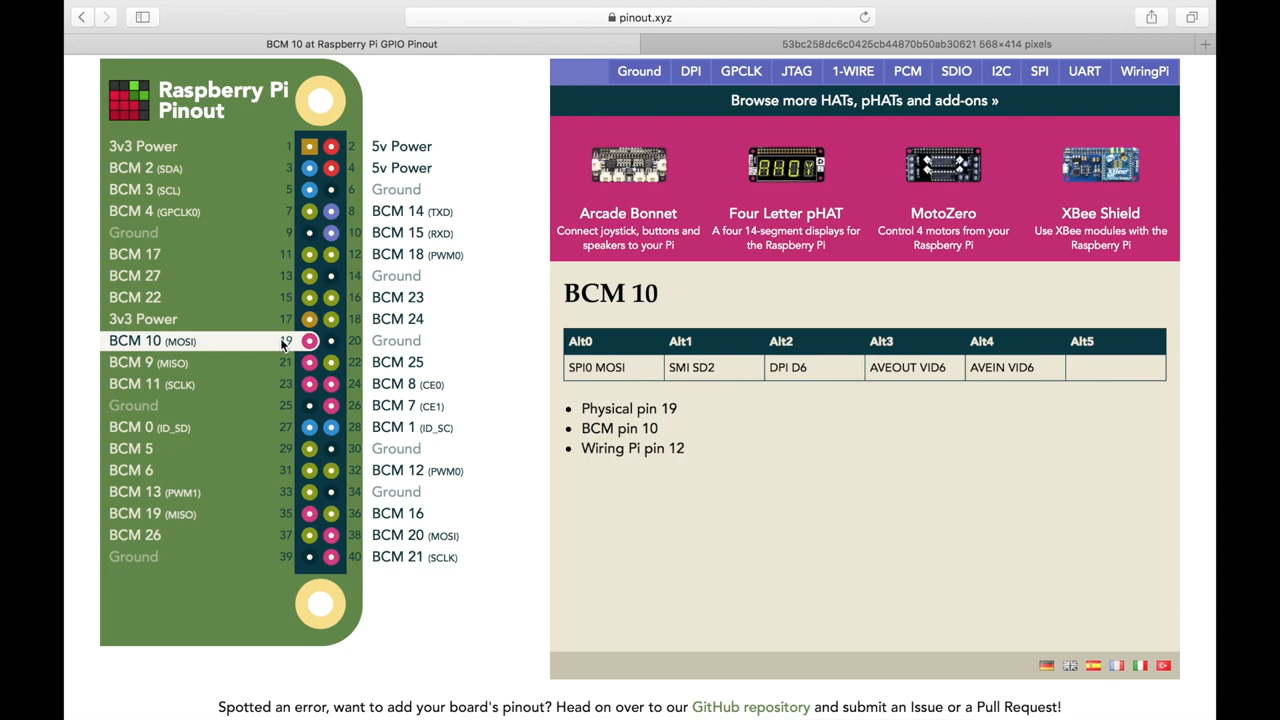 pinout.xyz
BCM 10 at Raspberry Pi GPIO Pinout
53bc258dc6c0425cb44870b50ab30621 568×414 pixels
Raspberry Pi
Pinout
3v3 Power 1 2 5v Power
BCM 2 (SDA) 3 4 5v Power
BCM 3 (SCL) 5 6 Ground
BCM 4 (GPCLK0) 7 8 BCM 14 (TXD)
Ground 9 10 BCM 15 (RXD)
BCM 17 11 12 BCM 18 (PWM0)
BCM 27 13 14 Ground
BCM 22 15 16 BCM 23
3v3 Power 17 18 BCM 24
BCM 10 (MOSI) 19 20 Ground
BCM 9 (MISO) 21 22 BCM 25
BCM 11 (SCLK) 23 24 BCM 8 (CE0)
Ground 25 26 BCM 7 (CE1)
BCM 0 (ID_SD) 27 28 BCM 1 (ID_SC)
BCM 5 29 30 Ground
BCM 6 31 32 BCM 12 (PWM0)
BCM 13 (PWM1) 33 34 Ground
BCM 19 (MISO) 35 36 BCM 16
BCM 26 37 38 BCM 20 (MOSI)
Ground 39 40 BCM 21 (SCLK)
Ground DPI GPCLK JTAG 1-WIRE PCM SDIO I2C SPI UART WiringPi
Browse more HATs, pHATs and add-ons »
Arcade Bonnet
Connect joystick, buttons and
speakers to your Pi
Four Letter pHAT
A four 14-segment displays for
the Raspberry Pi
MotoZero
Control 4 motors from your
Raspberry Pi
XBee Shield
Use XBee modules with the
Raspberry Pi
BCM 10
Alt0 Alt1 Alt2 Alt3 Alt4 Alt5
SPI0 MOSI SMI SD2 DPI D6 AVEOUT VID6 AVEIN VID6
• Physical pin 19
• BCM pin 10
• Wiring Pi pin 12
Spotted an error, want to add your board's pinout? Head on over to our GitHub repository and submit an Issue or a Pull Request!